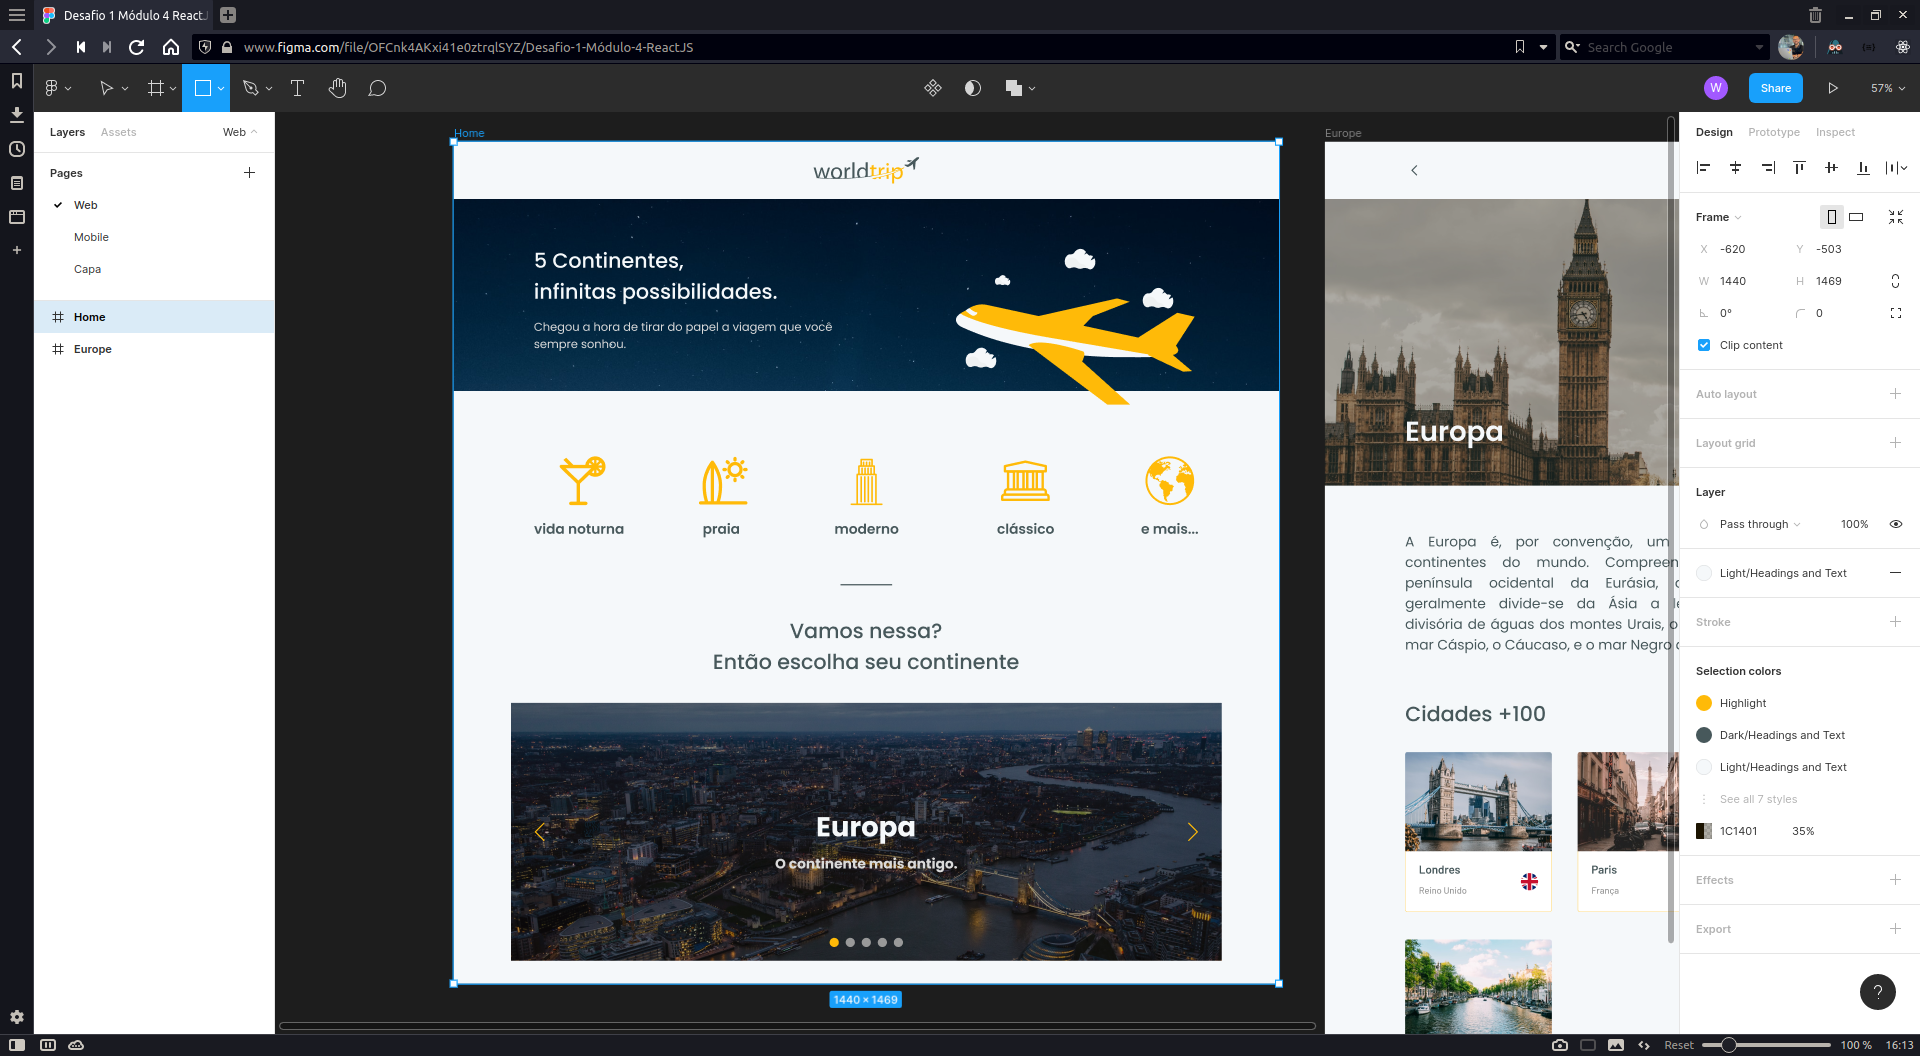 Desafio 1 Módulo 4 ReactJ
www.figma.com/file/OFCnk4AKxi41e0ztrqlSYZ/Desafio-1-Módulo-4-ReactJS
Search Google
W
Share
57%
Layers
Assets
Web
Pages
Web
Mobile
Capa
Home
Europe
Home
worldtrip
5 Continentes,
infinitas possibilidades.
Chegou a hora de tirar do papel a viagem que você
sempre sonhou.
vida noturna
praia
moderno
clássico
e mais...
Vamos nessa?
Então escolha seu continente
Europa
O continente mais antigo.
1440 × 1469
Europe
Europa
A Europa é, por convenção, um
continentes do mundo. Compreen
península ocidental da Eurásia,
geralmente divide-se da Ásia a le
divisória de águas dos montes Urais, o
mar Cáspio, o Cáucaso, e o mar Negro
Cidades +100
Londres
Reino Unido
Paris
França
Design
Prototype
Inspect
Frame
X -620
Y -503
W 1440
H 1469
0°
0
Clip content
Auto layout
Layout grid
Layer
Pass through
100%
Light/Headings and Text
Stroke
Selection colors
Highlight
Dark/Headings and Text
Light/Headings and Text
See all 7 styles
1C1401 35%
Effects
Export
?
Reset
100 %
16:13